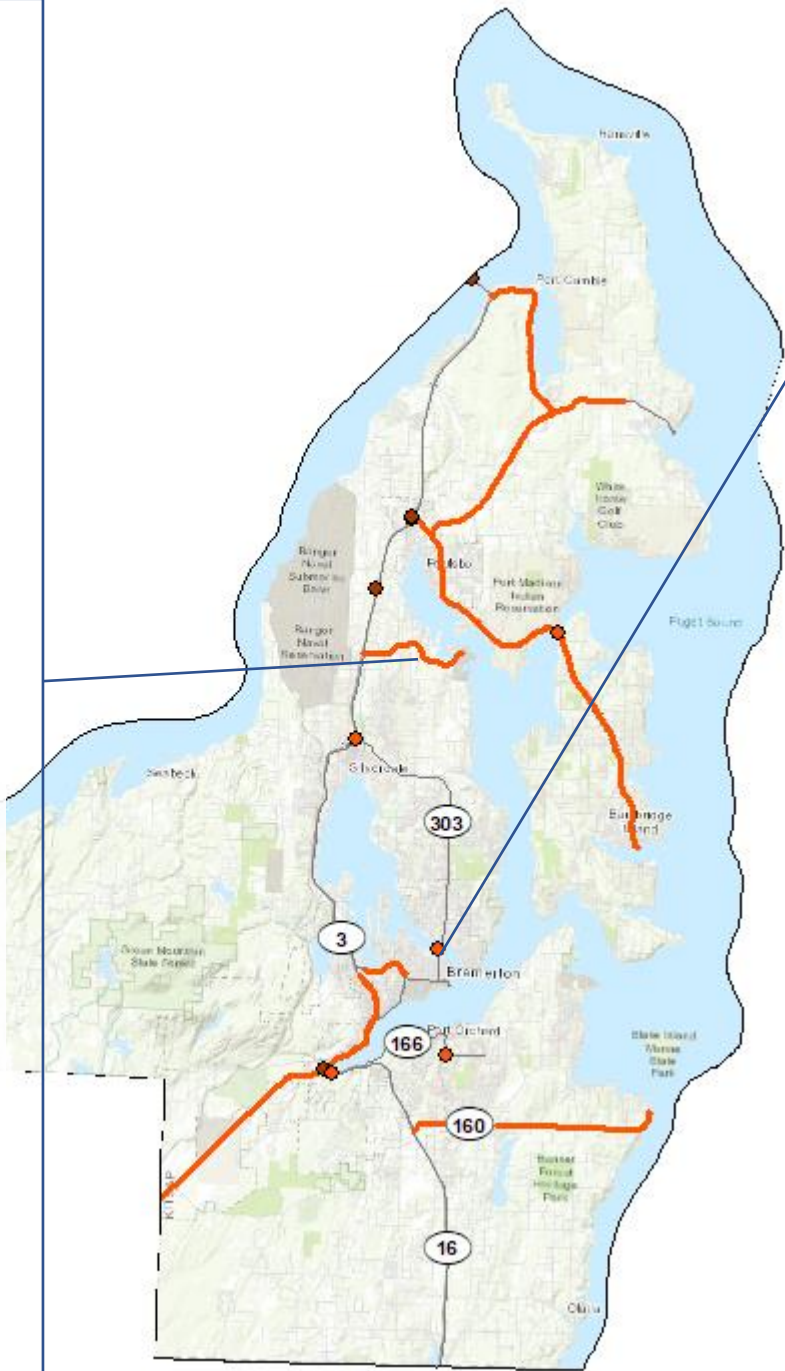 Hansville
Port Gamble
White
Horse
Golf
Club
Bangor
Naval
Submarine
Base
Poulsbo
Port Madison
Indian
Reservation
Puget Sound
Bangor
Naval
Reservation
Silverdale
Seabeck
Bainbridge
Island
303
3
Green Mountain
State Forest
Bremerton
Port Orchard
166
Blake Island
Marine
State
Park
160
Banner
Forest
Heritage
Park
KITSAP
16
Olalla